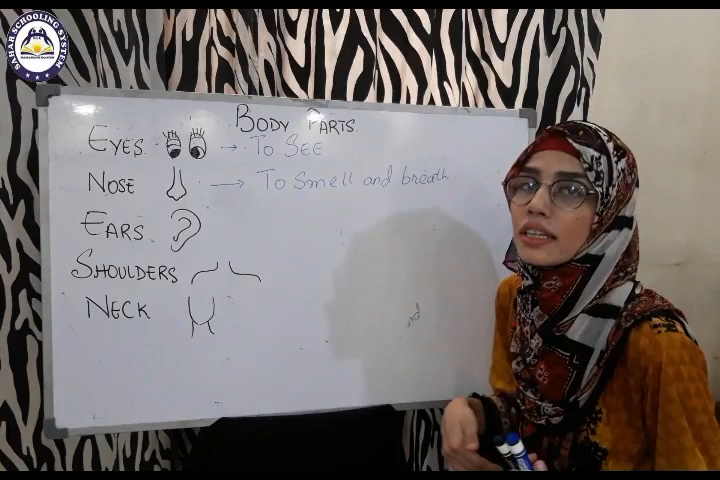 SAHAR SCHOOLING SYSTEM
BODY PARTS
EYES → TO SEE
NOSE → To Smell and breath
EARS
SHOULDERS
NECK